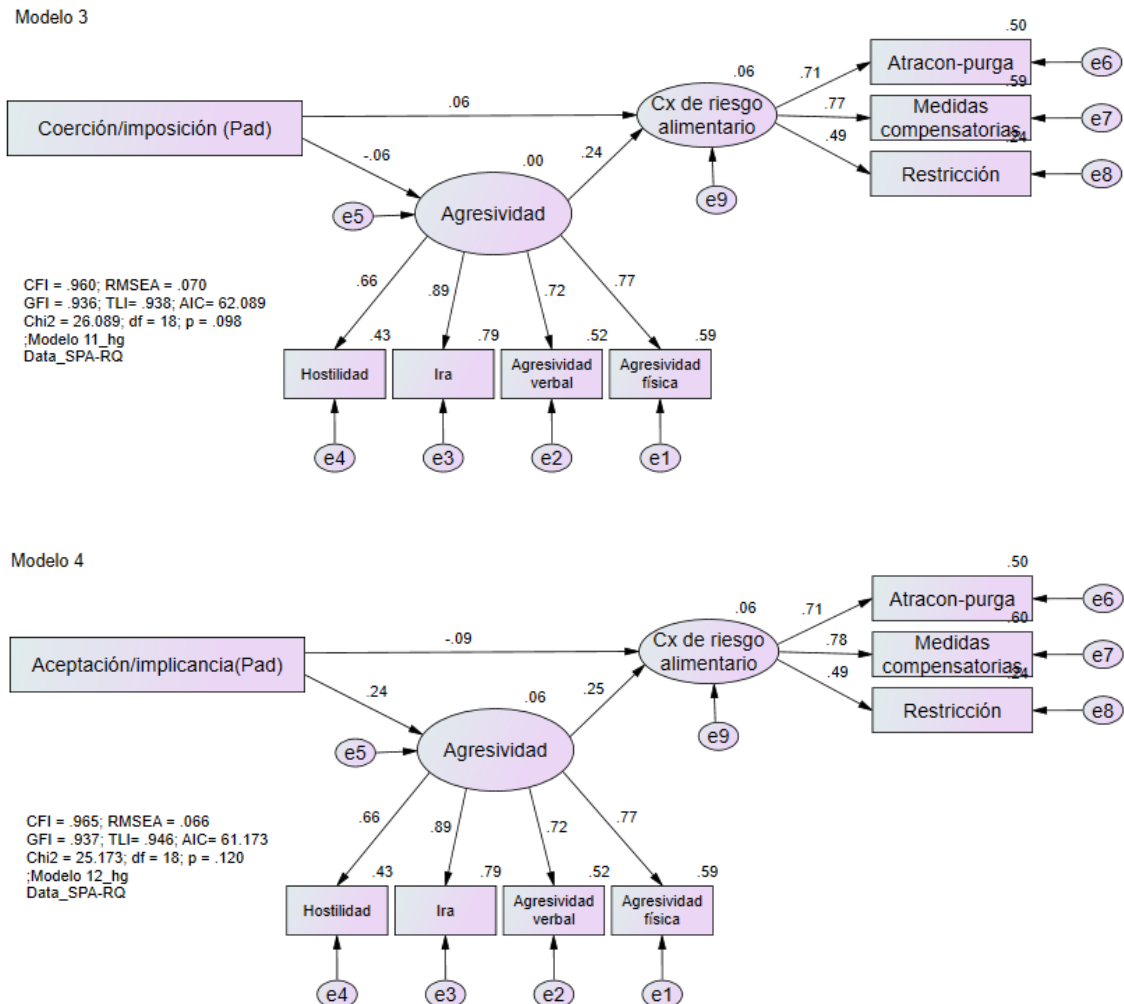 Modelo 3
.50
Atracon-purga
e6
.06
.71
.59
Cx de riesgo
alimentario
.06
.77
Medidas
compensatorias
e7
Coerción/imposición (Pad)
.49
.24
Restricción
e8
-.06
.00
.24
e9
e5
Agresividad
CFI = .960; RMSEA = .070
GFI = .936; TLI= .938; AIC= 62.089
Chi2 = 26.089; df = 18; p = .098
;Modelo 11_hg
Data_SPA-RQ
.66
.89
.72
.77
.43
.79
.52
.59
Hostilidad
Ira
Agresividad
verbal
Agresividad
física
e4
e3
e2
e1
Modelo 4
.50
Atracon-purga
e6
.06
.71
.60
Cx de riesgo
alimentario
-.09
.78
Medidas
compensatorias
e7
Aceptación/implicancia(Pad)
.49
.24
Restricción
e8
.24
.06
.25
e9
e5
Agresividad
CFI = .965; RMSEA = .066
GFI = .937; TLI= .946; AIC= 61.173
Chi2 = 25.173; df = 18; p = .120
;Modelo 12_hg
Data_SPA-RQ
.66
.89
.72
.77
.43
.79
.52
.59
Hostilidad
Ira
Agresividad
verbal
Agresividad
física
e4
e3
e2
e1